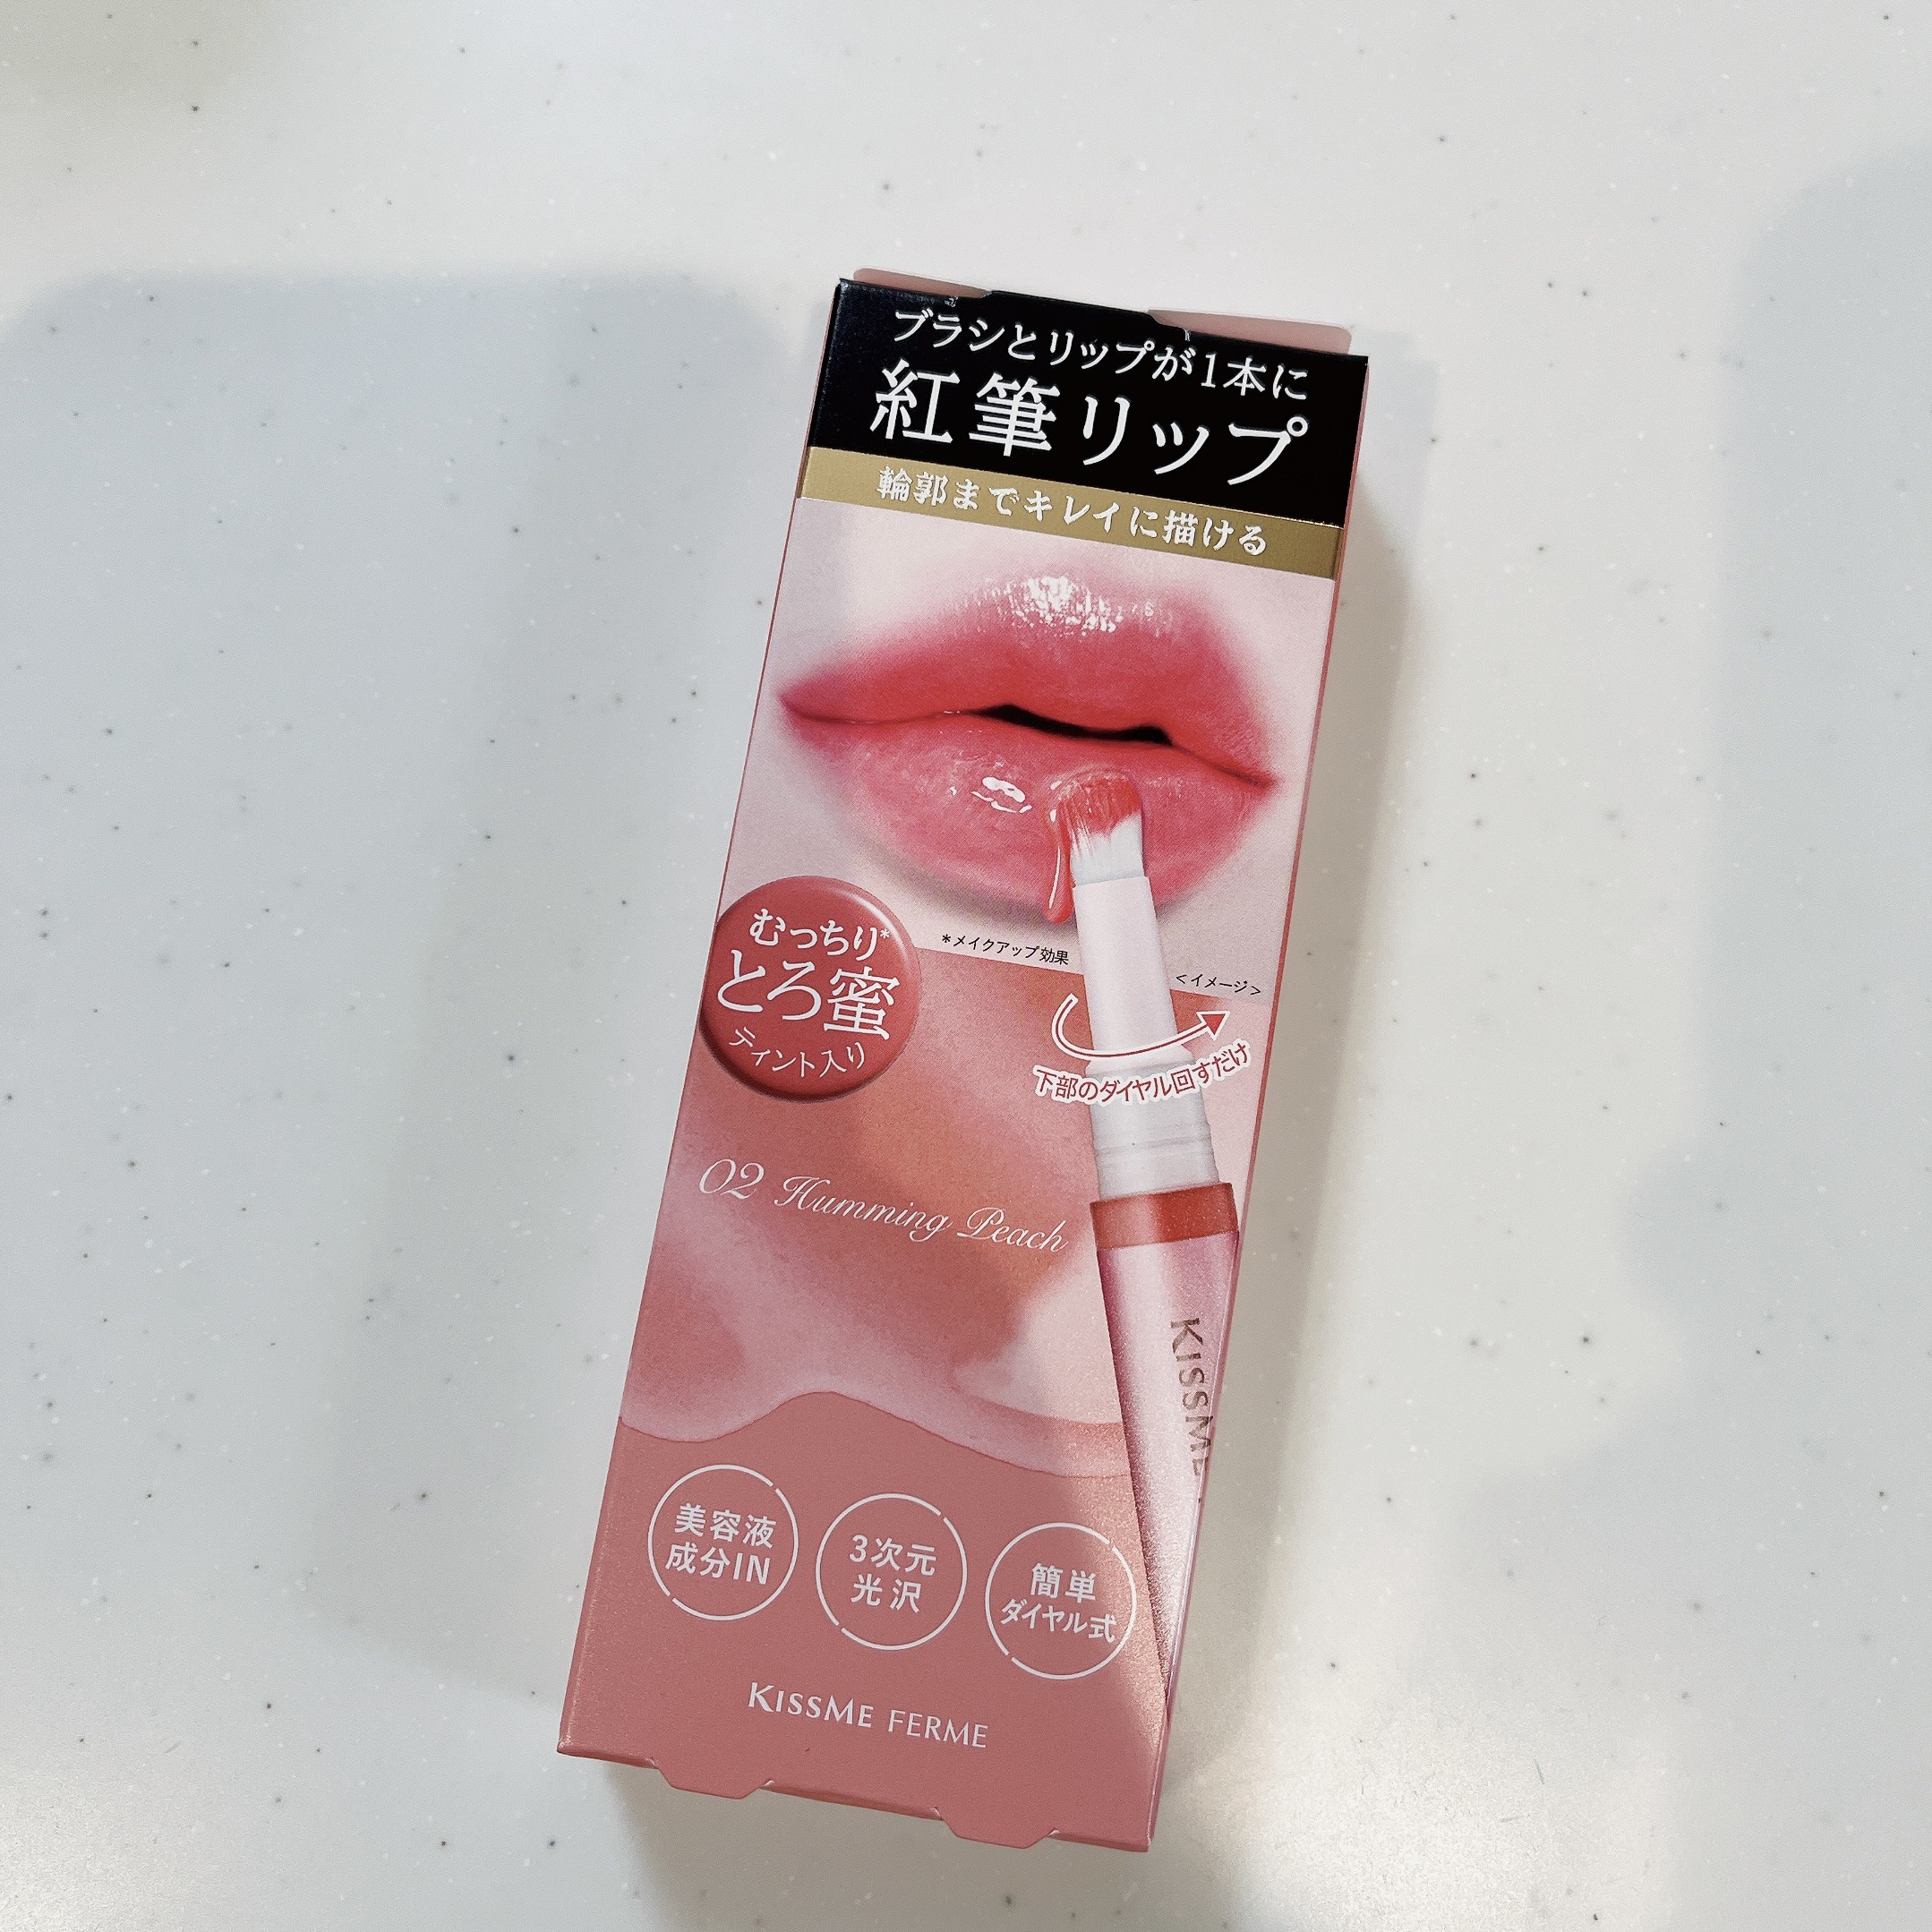 ブラシとリップが1本に
紅筆リップ
輪郭までキレイに描ける
むっちり*
とろ蜜
ティント入り
*メイクアップ効果
<イメージ>
下部のダイヤル回すだけ
02 Humming Peach
KISSME
美容液
成分IN
3次元
光沢
簡単
ダイヤル式
KISSME FERME